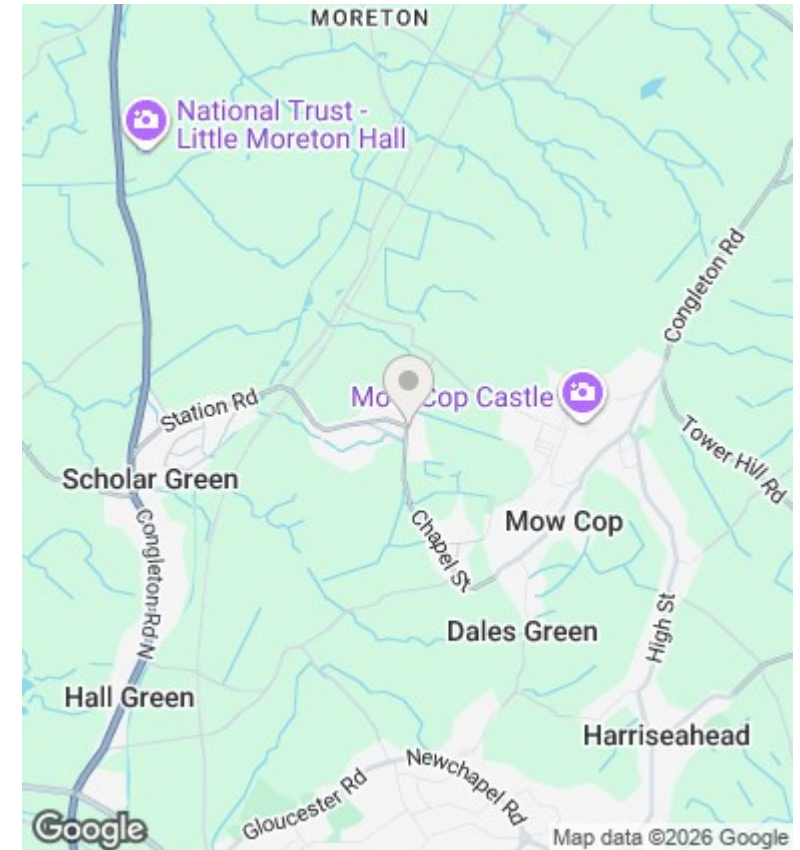 MORETON
National Trust -
Little Moreton Hall
Congleton Rd
Station Rd
Mow Cop Castle
Tower Hill Rd
Scholar Green
Mow Cop
Chapel St
Congleton Rd N
High St
Dales Green
Hall Green
Harriseahead
Newchapel Rd
Gloucester Rd
Google
Map data ©2026 Google